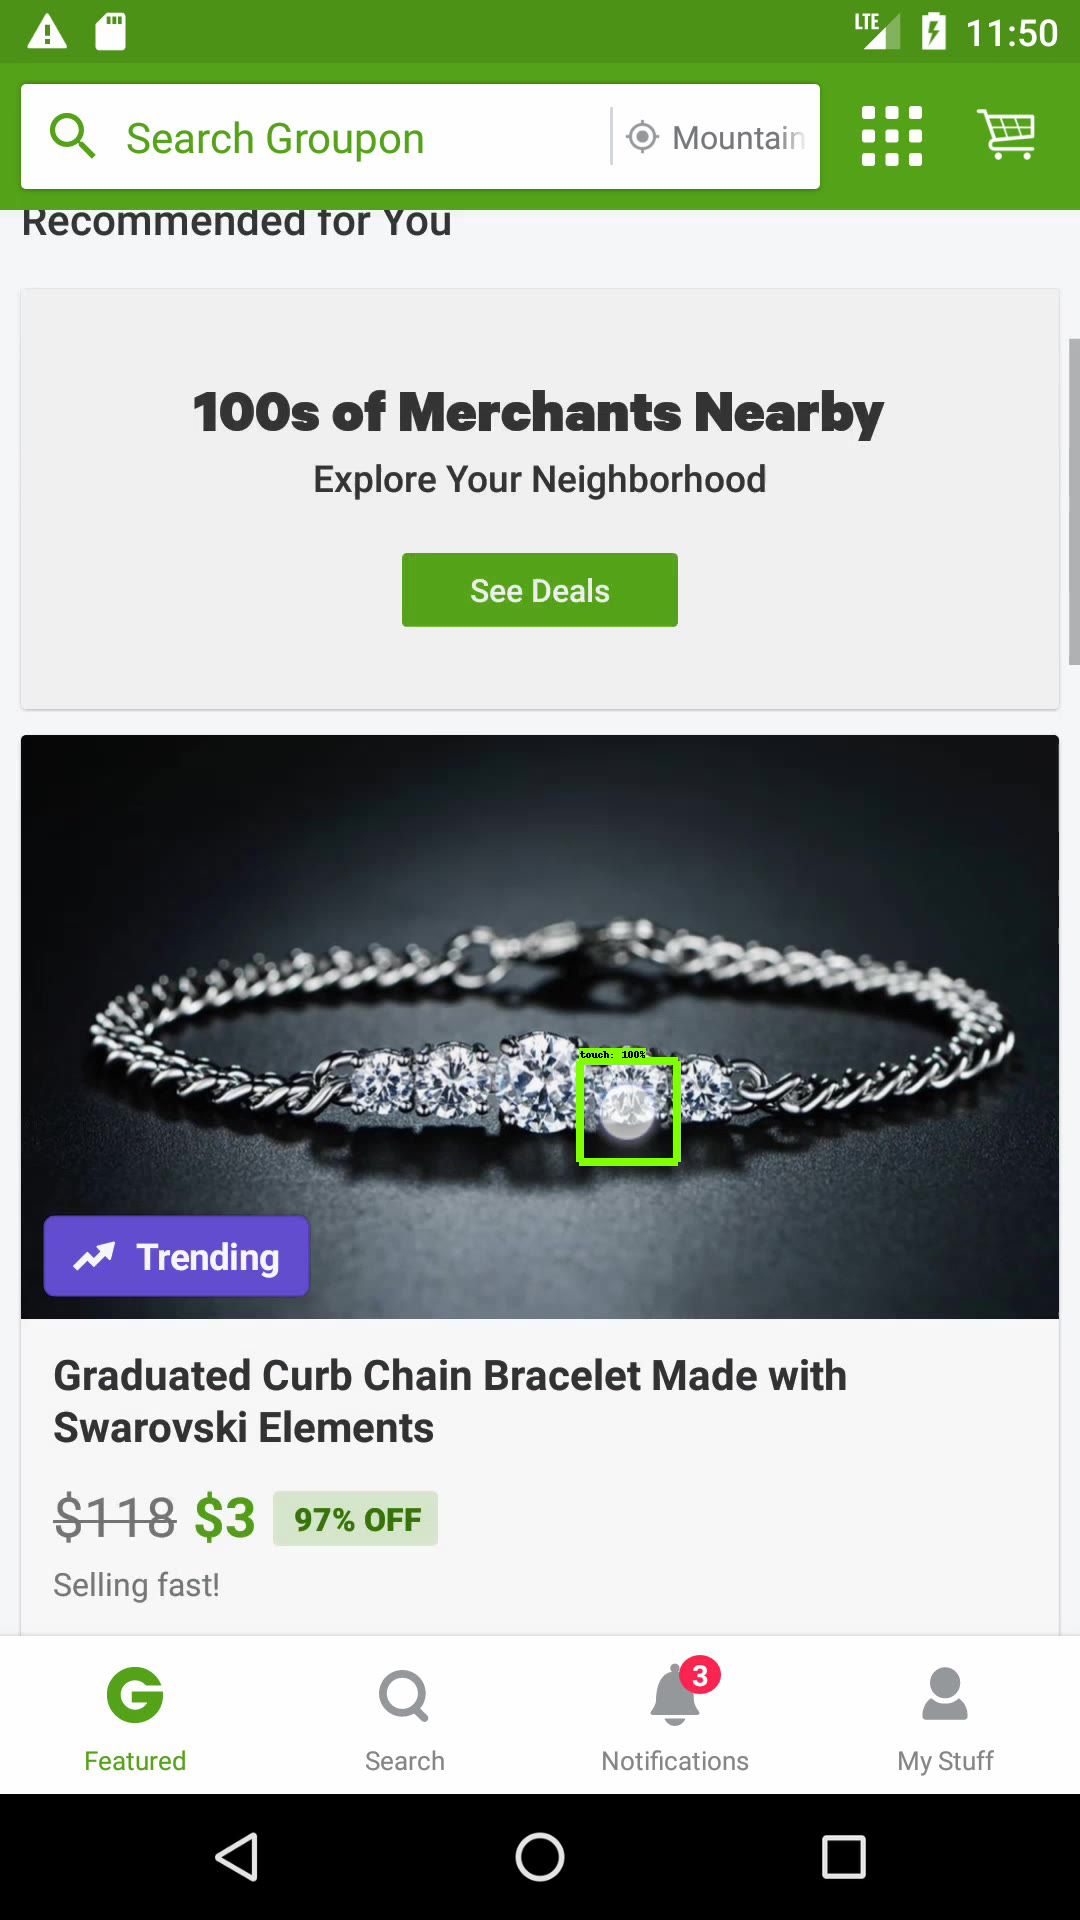 LTE 11:50
Search Groupon Mountain
Recommended for You
100s of Merchants Nearby
Explore Your Neighborhood
See Deals
touch: 100%
Trending
Graduated Curb Chain Bracelet Made with
Swarovski Elements
$118 $3 97% OFF
Selling fast!
3
Featured Search Notifications My Stuff